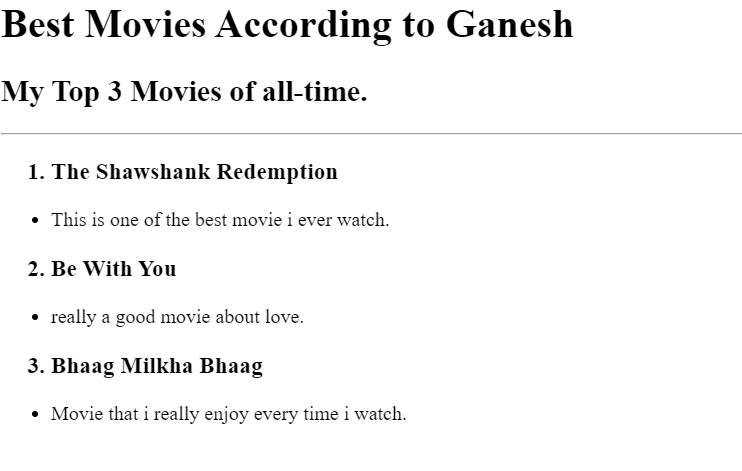 Best Movies According to Ganesh
My Top 3 Movies of all-time.
1. The Shawshank Redemption
• This is one of the best movie i ever watch.
2. Be With You
• really a good movie about love.
3. Bhaag Milkha Bhaag
• Movie that i really enjoy every time i watch.